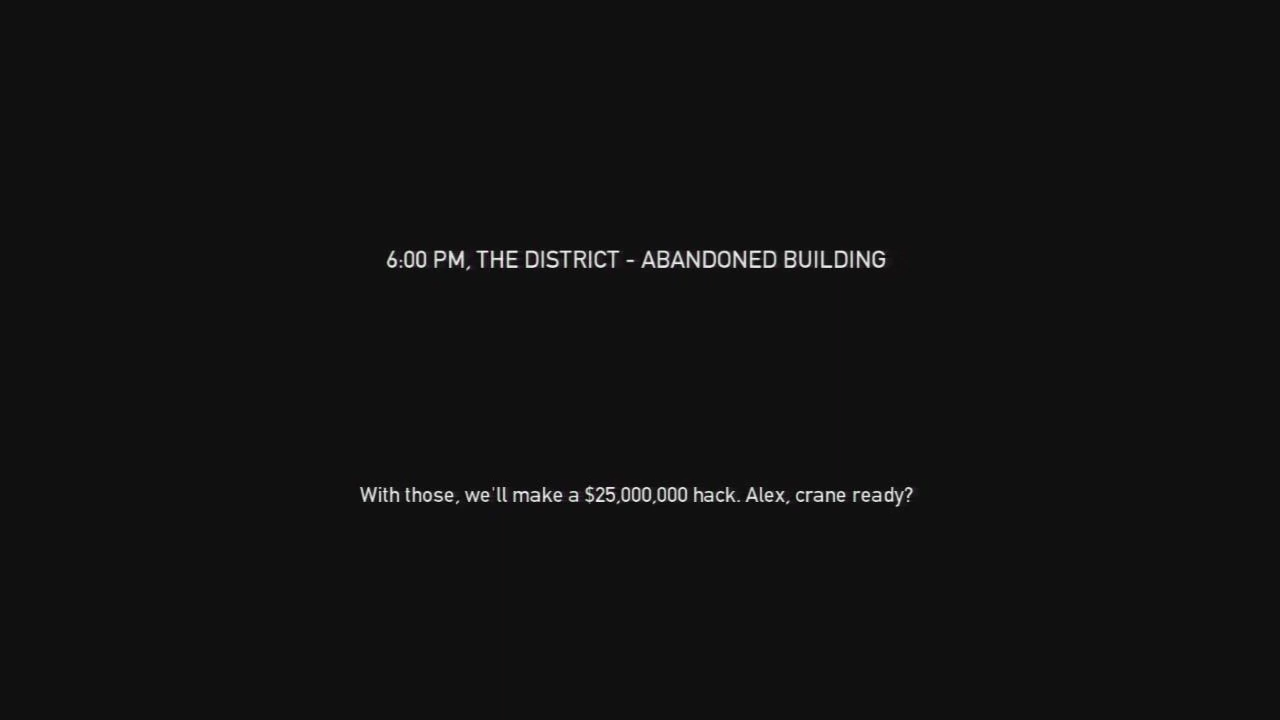 6:00 PM, THE DISTRICT - ABANDONED BUILDING
With those, we'll make a $25,000,000 hack. Alex, crane ready?